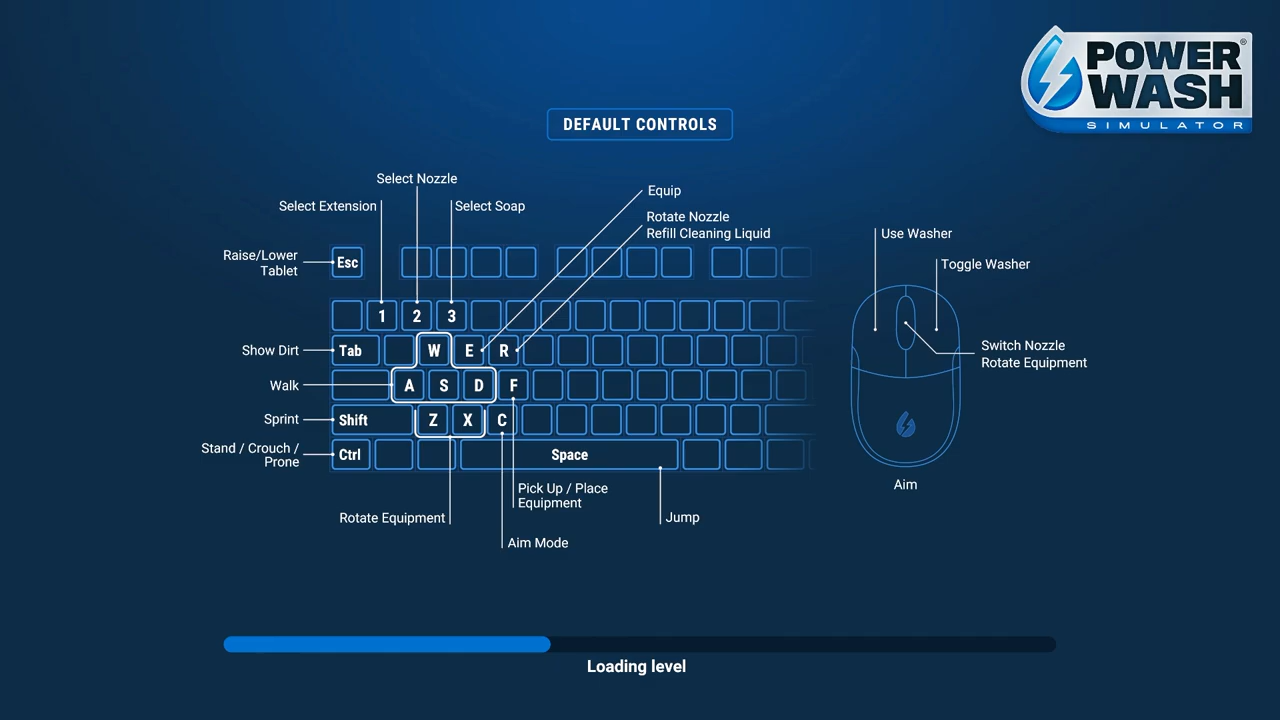 POWER
WASH
SIMULATOR
®
DEFAULT CONTROLS
Select Nozzle
Select Extension
Select Soap
Equip
Rotate Nozzle
Refill Cleaning Liquid
Raise/Lower
Tablet
Esc
1
2
3
Show Dirt
Tab
W
E
R
Walk
A
S
D
F
Sprint
Shift
Z
X
C
Stand / Crouch /
Prone
Ctrl
Space
Pick Up / Place
Equipment
Rotate Equipment
Jump
Aim Mode
Use Washer
Toggle Washer
Switch Nozzle
Rotate Equipment
Aim
Loading level